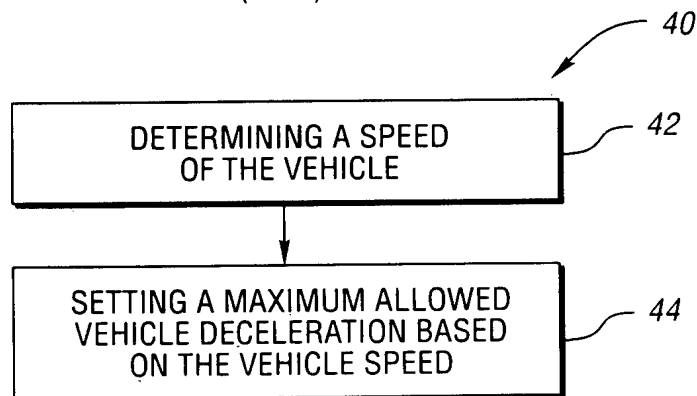 40
DETERMINING A SPEED
OF THE VEHICLE
42
SETTING A MAXIMUM ALLOWED
VEHICLE DECELERATION BASED
ON THE VEHICLE SPEED
44